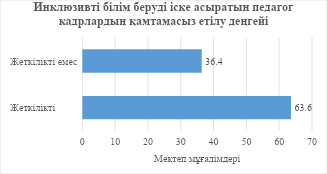 Инклюзивті білім беруді іске асыратын педагог
кадрлардың қамтамасыз етілу деңгейі
Жеткілікті емес
36.4
Жеткілікті
63.6
0 10 20 30 40 50 60 70
Мектеп мұғалімдері